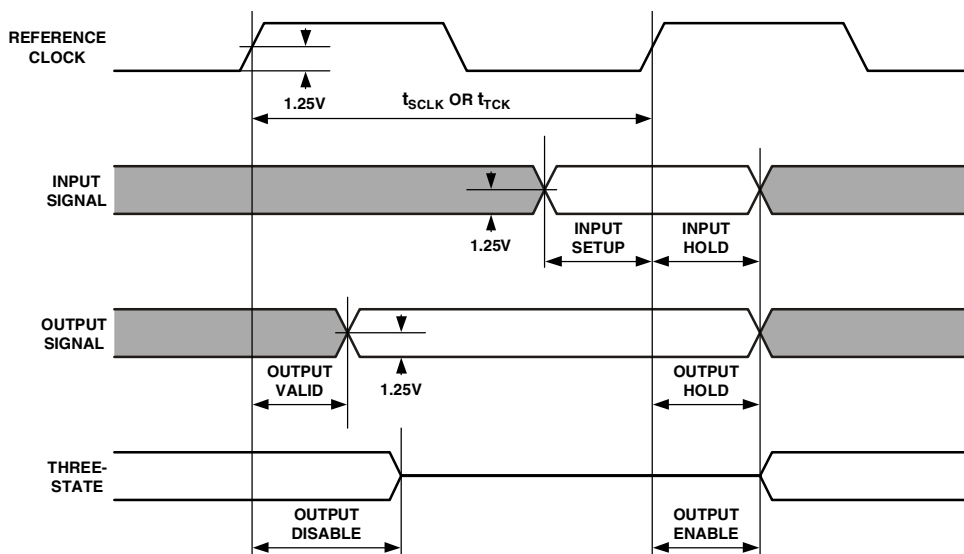 REFERENCE
CLOCK
1.25V
tSCLK OR tTCK
INPUT
SIGNAL
1.25V
INPUT
SETUP
INPUT
HOLD
OUTPUT
SIGNAL
OUTPUT
VALID
1.25V
OUTPUT
HOLD
THREE-
STATE
OUTPUT
DISABLE
OUTPUT
ENABLE